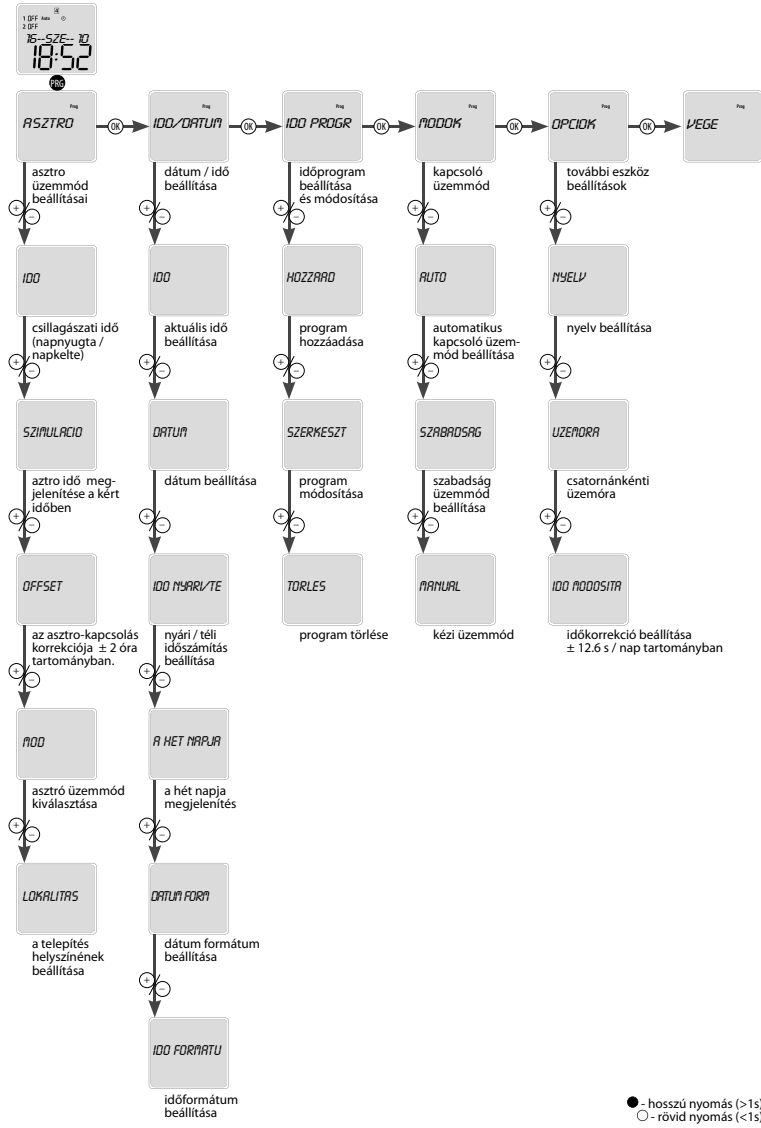 1 OFF Auto
2 OFF
16--SZE-- 10
18:52
PRG
Prog
ASZTRO
OK
Prog
IDO/DATUM
OK
Prog
IDO PROGR
OK
Prog
MODOK
OK
Prog
OPCIOK
OK
Prog
VEGE
asztro
üzemmód
beállításai
dátum / idő
beállítása
időprogram
beállítása
és módosítása
kapcsoló
üzemmód
további eszköz
beállítások
+ −
+ −
+ −
+ −
+ −
IDO
IDO
HOZZAAD
AUTO
NYELV
csillagászati idő
(napnyugta /
napkelte)
aktuális idő
beállítása
program
hozzáadása
automatikus
kapcsoló üzem-
mód beállítása
nyelv beállítása
+ −
+ −
+ −
+ −
+ −
SZIMULACIO
DATUM
SZERKESZT
SZABADSAG
UZEMORA
aztro idő meg-
jelenítése a kért
időben
dátum beállítása
program
módosítása
szabadság
üzemmód
beállítása
csatornánkénti
üzemóra
+ −
+ −
+ −
+ −
+ −
OFFSET
IDO NYARI/TE
TORLES
MANUAL
IDO MODOSITA
az asztro-kapcsolás
korrekciója ± 2 óra
tartományban.
nyári / téli
időszámítás
beállítása
program törlése
kézi üzemmód
időkorrekció beállítása
± 12.6 s / nap tartományban
+ −
+ −
MOD
A HET NAPJA
asztró üzemmód
kiválasztása
a hét napja
megjelenítés
+ −
+ −
LOKALITAS
DATUM FORM
a telepítés
helyszínének
beállítása
dátum formátum
beállítása
+ −
IDO FORMATU
időformátum
beállítása
- hosszú nyomás (>1s)
- rövid nyomás (<1s)